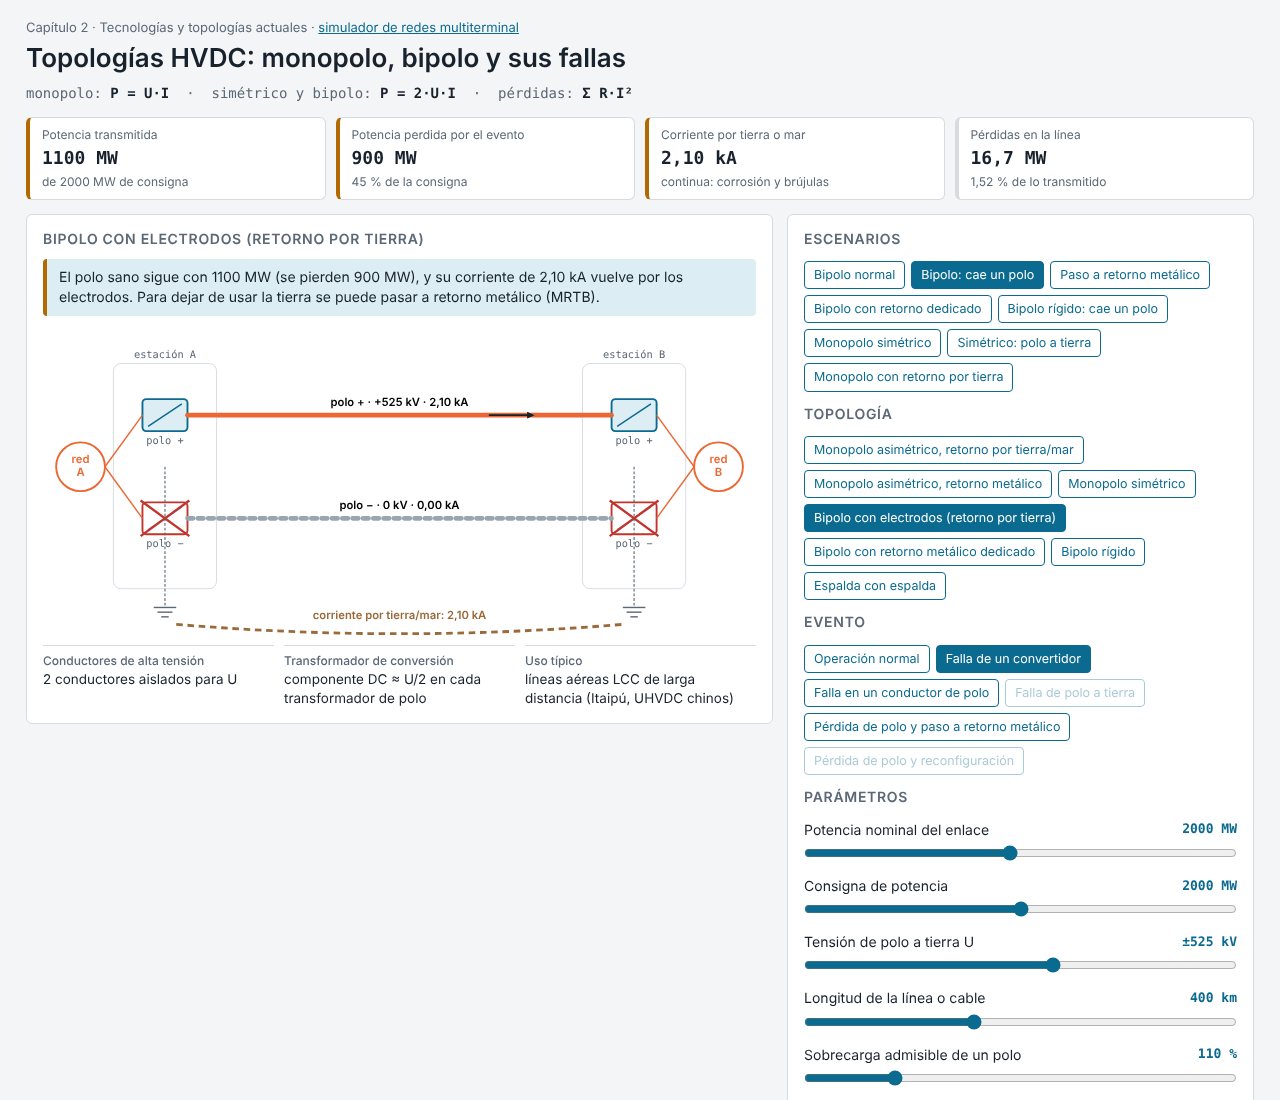 Capítulo 2 · Tecnologías y topologías actuales · simulador de redes multiterminal
Topologías HVDC: monopolo, bipolo y sus fallas
monopolo: P = U·I · simétrico y bipolo: P = 2·U·I · pérdidas: Σ R·I²
Potencia transmitida
1100 MW
de 2000 MW de consigna
Potencia perdida por el evento
900 MW
45 % de la consigna
Corriente por tierra o mar
2,10 kA
continua: corrosión y brújulas
Pérdidas en la línea
16,7 MW
1,52 % de lo transmitido
BIPOLO CON ELECTRODOS (RETORNO POR TIERRA)
El polo sano sigue con 1100 MW (se pierden 900 MW), y su corriente de 2,10 kA vuelve por los
electrodos. Para dejar de usar la tierra se puede pasar a retorno metálico (MRTB).
estación A
estación B
polo + · +525 kV · 2,10 kA
polo +
polo +
red
A
red
B
polo − · 0 kV · 0,00 kA
polo −
polo −
corriente por tierra/mar: 2,10 kA
Conductores de alta tensión
2 conductores aislados para U
Transformador de conversión
componente DC ≈ U/2 en cada
transformador de polo
Uso típico
líneas aéreas LCC de larga
distancia (Itaipú, UHVDC chinos)
ESCENARIOS
Bipolo normal
Bipolo: cae un polo
Paso a retorno metálico
Bipolo con retorno dedicado
Bipolo rígido: cae un polo
Monopolo simétrico
Simétrico: polo a tierra
Monopolo con retorno por tierra
TOPOLOGÍA
Monopolo asimétrico, retorno por tierra/mar
Monopolo asimétrico, retorno metálico
Monopolo simétrico
Bipolo con electrodos (retorno por tierra)
Bipolo con retorno metálico dedicado
Bipolo rígido
Espalda con espalda
EVENTO
Operación normal
Falla de un convertidor
Falla en un conductor de polo
Falla de polo a tierra
Pérdida de polo y paso a retorno metálico
Pérdida de polo y reconfiguración
PARÁMETROS
Potencia nominal del enlace
2000 MW
Consigna de potencia
2000 MW
Tensión de polo a tierra U
±525 kV
Longitud de la línea o cable
400 km
Sobrecarga admisible de un polo
110 %